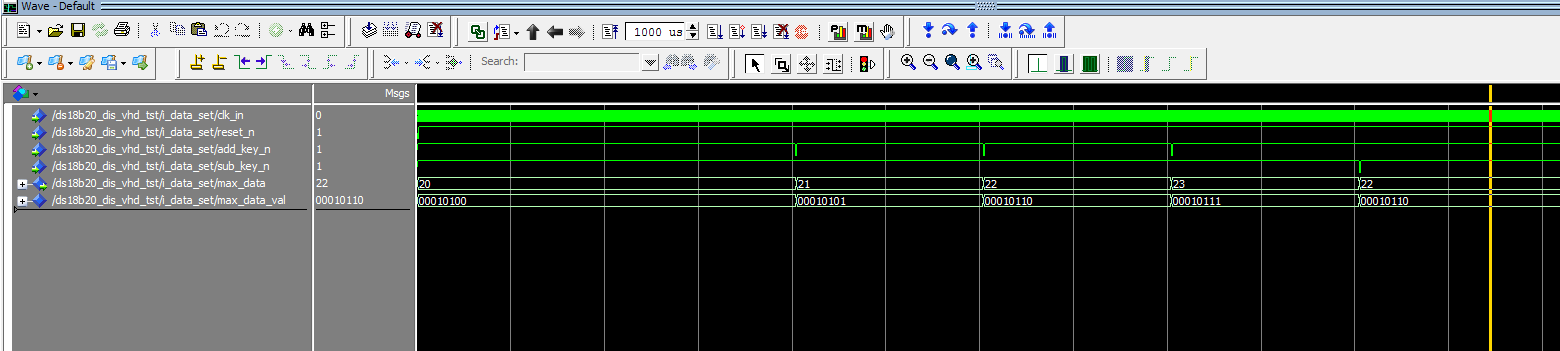 Wave - Default
1000 us
Search:
Msgs
/ds18b20_dis_vhd_tst/i_data_set/clk_in 0
/ds18b20_dis_vhd_tst/i_data_set/reset_n 1
/ds18b20_dis_vhd_tst/i_data_set/add_key_n 1
/ds18b20_dis_vhd_tst/i_data_set/sub_key_n 1
/ds18b20_dis_vhd_tst/i_data_set/max_data 22 20 21 22 23 22
/ds18b20_dis_vhd_tst/i_data_set/max_data_val 00010110 00010100 00010101 00010110 00010111 00010110